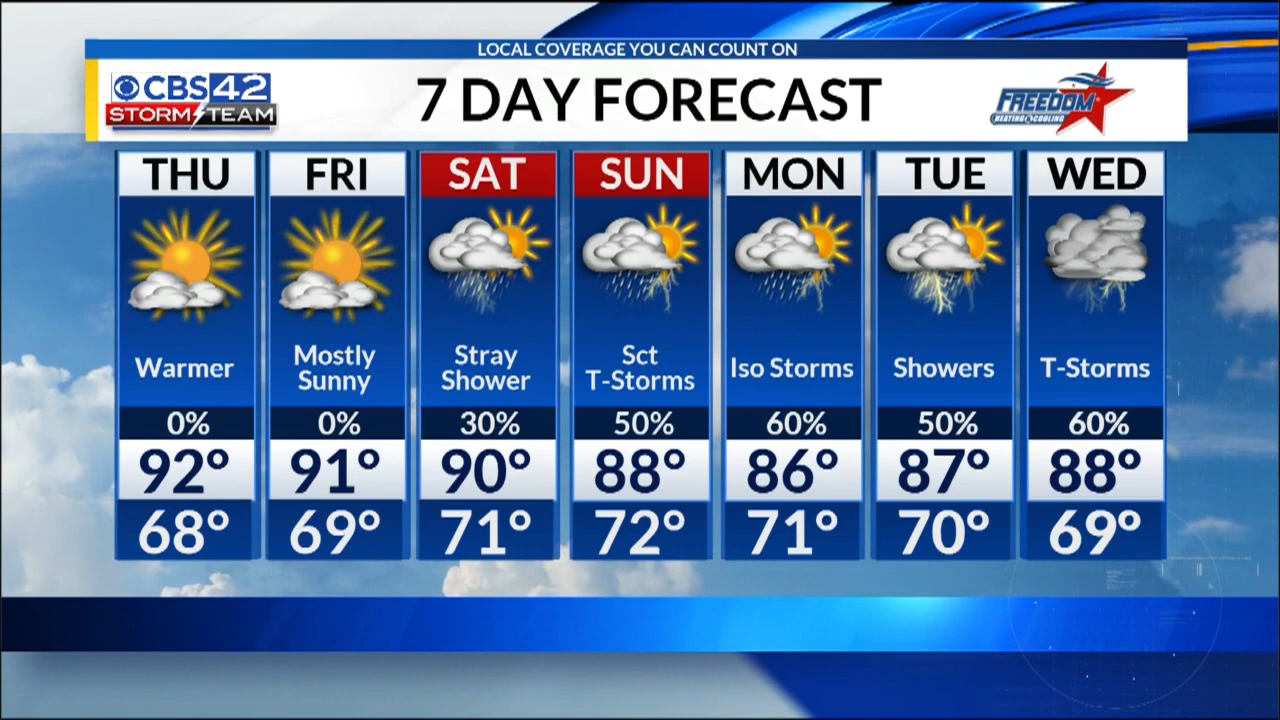 LOCAL COVERAGE YOU CAN COUNT ON
CBS 42
STORM TEAM
7 DAY FORECAST
FREEDOM
HEATING & COOLING
THU FRI SAT SUN MON TUE WED
Warmer
Mostly
Sunny
Stray
Shower
Sct
T-Storms
Iso Storms
Showers
T-Storms
0% 0% 30% 50% 60% 50% 60%
92° 91° 90° 88° 86° 87° 88°
68° 69° 71° 72° 71° 70° 69°